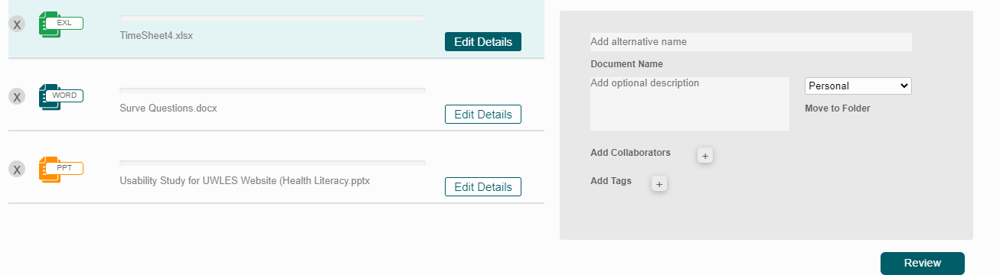 X
EXL
TimeSheet4.xlsx
Edit Details
X
WORD
Surve Questions.docx
Edit Details
X
PPT
Usability Study for UWLES Website (Health Literacy.pptx
Edit Details
Add alternative name
Document Name
Add optional description
Personal
Move to Folder
Add Collaborators +
Add Tags +
Review